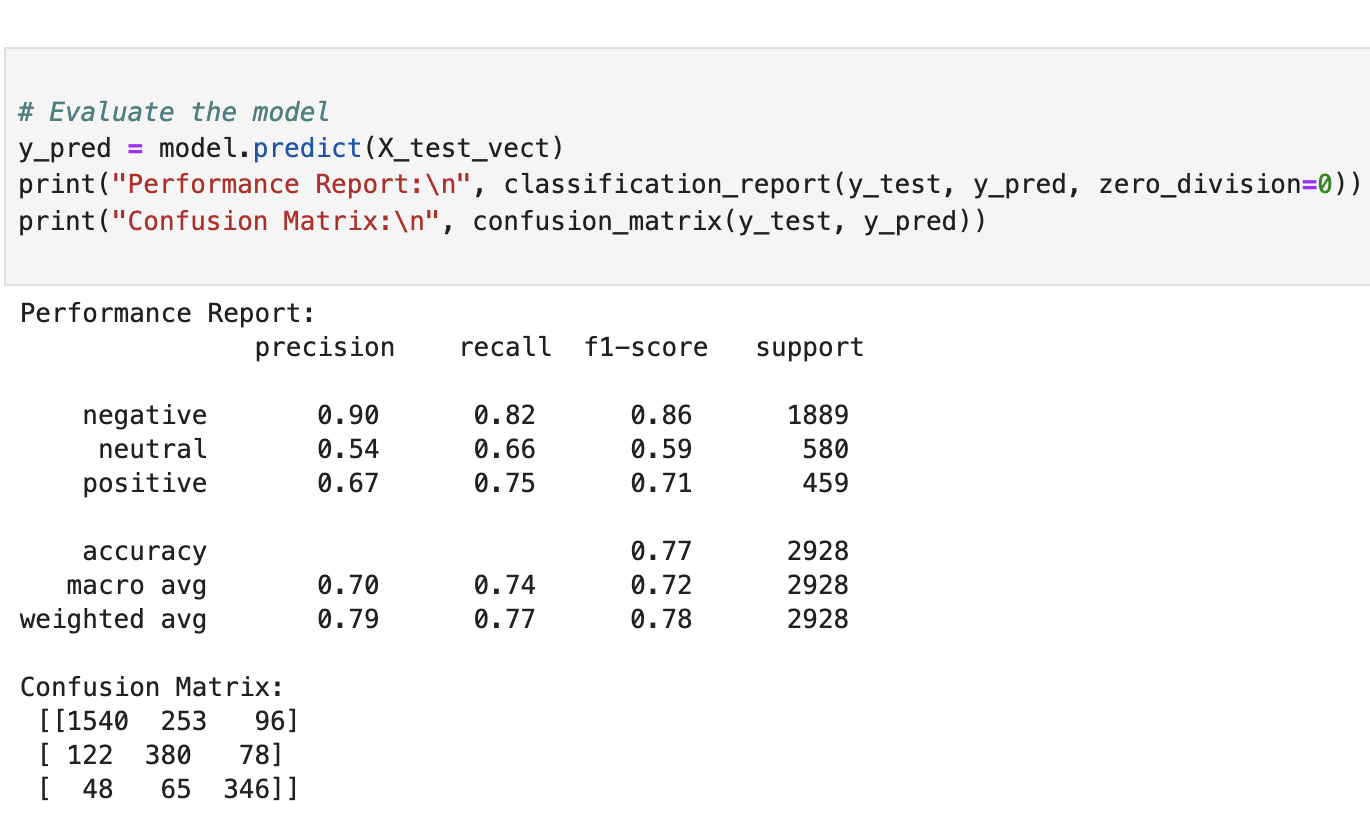 # Evaluate the model
y_pred = model.predict(X_test_vect)
print("Performance Report:\n", classification_report(y_test, y_pred, zero_division=0))
print("Confusion Matrix:\n", confusion_matrix(y_test, y_pred))
Performance Report:
               precision    recall  f1-score   support

    negative       0.90      0.82      0.86      1889
     neutral       0.54      0.66      0.59       580
    positive       0.67      0.75      0.71       459

    accuracy                           0.77      2928
   macro avg       0.70      0.74      0.72      2928
weighted avg       0.79      0.77      0.78      2928

Confusion Matrix:
 [[1540  253   96]
 [ 122  380   78]
 [  48   65  346]]